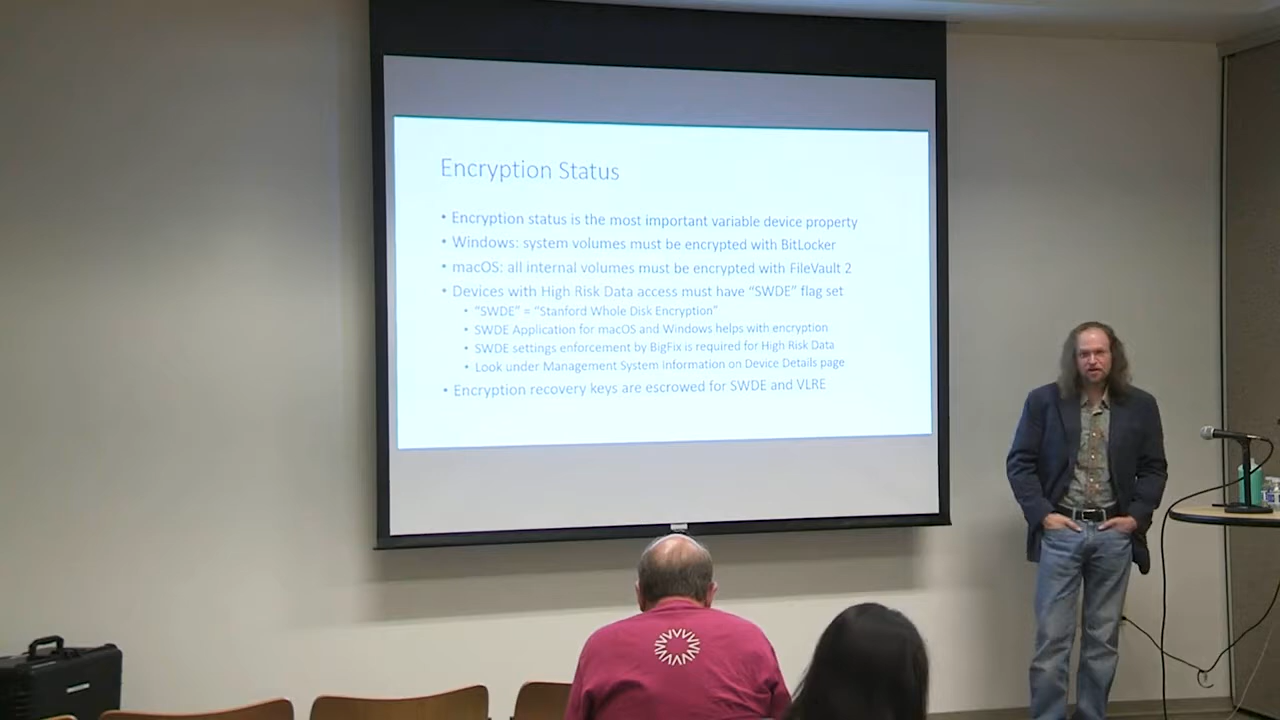 Encryption Status
• Encryption status is the most important variable device property
• Windows: system volumes must be encrypted with BitLocker
• macOS: all internal volumes must be encrypted with FileVault 2
• Devices with High Risk Data access must have “SWDE” flag set
• “SWDE” = “Stanford Whole Disk Encryption”
• SWDE Application for macOS and Windows helps with encryption
• SWDE settings enforcement by BigFix is required for High Risk Data
• Look under Management System Information on Device Details page
• Encryption recovery keys are escrowed for SWDE and VLRE